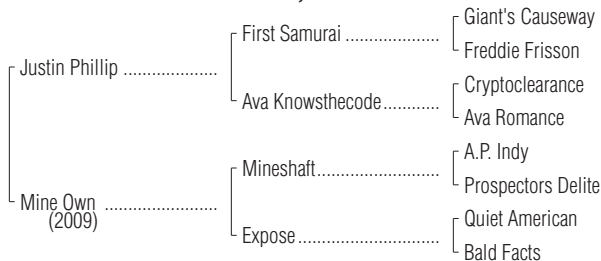 Giant's Causeway
First Samurai ..................
Freddie Frisson
Justin Phillip ..................
Cryptoclearance
Ava Knowsthecode...........
Ava Romance
A.P. Indy
Mineshaft.......................
Prospectors Delite
Mine Own .....................
(2009)
Quiet American
Expose...........................
Bald Facts